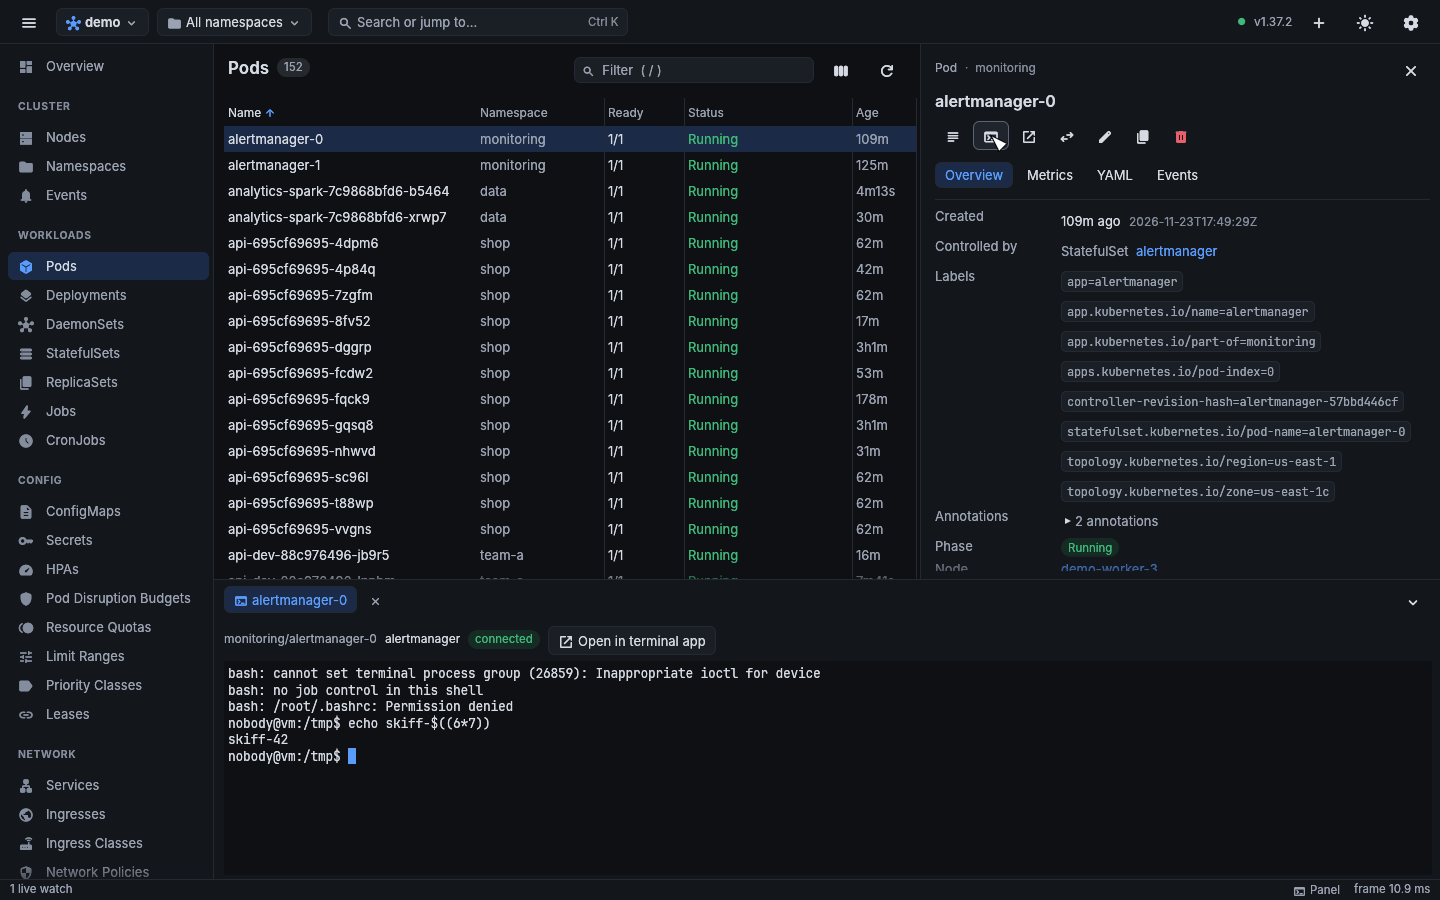 demo
All namespaces
Search or jump to...
Ctrl K
v1.37.2
Overview
CLUSTER
Nodes
Namespaces
Events
WORKLOADS
Pods
Deployments
DaemonSets
StatefulSets
ReplicaSets
Jobs
CronJobs
CONFIG
ConfigMaps
Secrets
HPAs
Pod Disruption Budgets
Resource Quotas
Limit Ranges
Priority Classes
Leases
NETWORK
Services
Ingresses
Ingress Classes
Network Policies
Pods 152
Filter ( / )
Name Namespace Ready Status Age
alertmanager-0 monitoring 1/1 Running 109m
alertmanager-1 monitoring 1/1 Running 125m
analytics-spark-7c9868bfd6-b5464 data 1/1 Running 4m13s
analytics-spark-7c9868bfd6-xrwp7 data 1/1 Running 30m
api-695cf69695-4dpm6 shop 1/1 Running 62m
api-695cf69695-4p84q shop 1/1 Running 42m
api-695cf69695-7zgfm shop 1/1 Running 62m
api-695cf69695-8fv52 shop 1/1 Running 17m
api-695cf69695-dggrp shop 1/1 Running 3h1m
api-695cf69695-fcdw2 shop 1/1 Running 53m
api-695cf69695-fqck9 shop 1/1 Running 178m
api-695cf69695-gqsq8 shop 1/1 Running 3h1m
api-695cf69695-nhwvd shop 1/1 Running 31m
api-695cf69695-sc96l shop 1/1 Running 62m
api-695cf69695-t88wp shop 1/1 Running 62m
api-695cf69695-vvgns shop 1/1 Running 62m
api-dev-88c976496-jb9r5 team-a 1/1 Running 16m
Pod · monitoring
alertmanager-0
Overview Metrics YAML Events
Created 109m ago 2026-11-23T17:49:29Z
Controlled by StatefulSet alertmanager
Labels app=alertmanager
app.kubernetes.io/name=alertmanager
app.kubernetes.io/part-of=monitoring
apps.kubernetes.io/pod-index=0
controller-revision-hash=alertmanager-57bbd446cf
statefulset.kubernetes.io/pod-name=alertmanager-0
topology.kubernetes.io/region=us-east-1
topology.kubernetes.io/zone=us-east-1c
Annotations 2 annotations
Phase Running
Node demo-worker-3
alertmanager-0
monitoring/alertmanager-0 alertmanager connected Open in terminal app
bash: cannot set terminal process group (26859): Inappropriate ioctl for device
bash: no job control in this shell
bash: /root/.bashrc: Permission denied
nobody@vm:/tmp$ echo skiff-$((6*7))
skiff-42
nobody@vm:/tmp$
1 live watch
Panel frame 10.9 ms